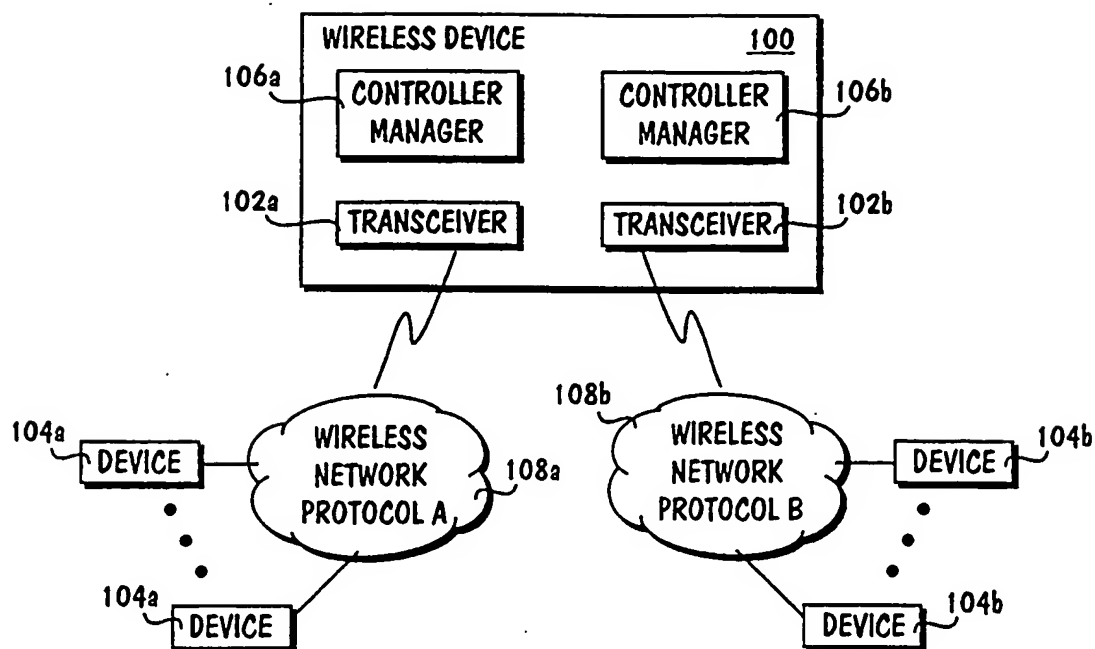 WIRELESS DEVICE 100
106a
CONTROLLER
MANAGER
CONTROLLER
MANAGER
106b
102a
TRANSCEIVER
TRANSCEIVER
102b
104a
DEVICE
WIRELESS
NETWORK
PROTOCOL A
108a
108b
WIRELESS
NETWORK
PROTOCOL B
DEVICE
104b
104a
DEVICE
DEVICE
104b